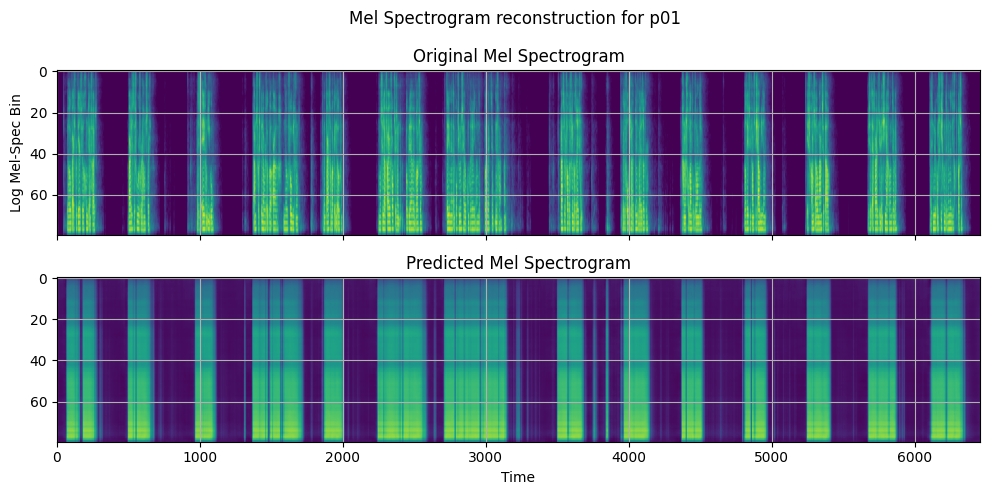 Mel Spectrogram reconstruction for p01
Original Mel Spectrogram
0
20
40
60
Log Mel-Spec Bin
Predicted Mel Spectrogram
0
20
40
60
0 1000 2000 3000 4000 5000 6000
Time